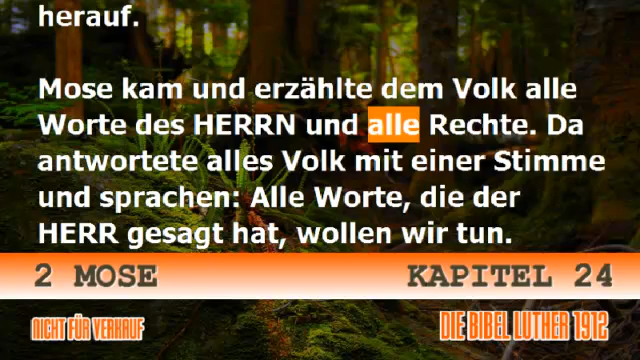 herauf.
Mose kam und erzählte dem Volk alle
Worte des HERRN und alle Rechte. Da
antwortete alles Volk mit einer Stimme
und sprachen: Alle Worte, die der
HERR gesagt hat, wollen wir tun.
2 MOSE KAPITEL 24
NICHT FÜR VERKAUF DIE BIBEL LUTHER 1912